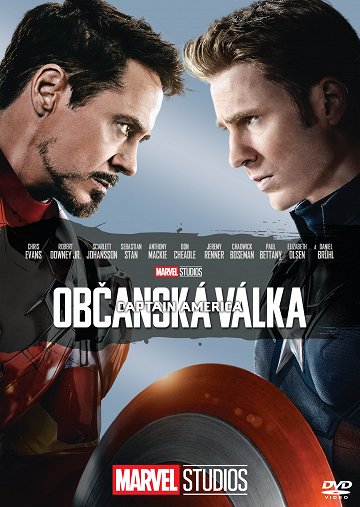 CHRIS EVANS ROBERT DOWNEY JR. SCARLETT JOHANSSON SEBASTIAN STAN ANTHONY MACKIE DON CHEADLE JEREMY RENNER CHADWICK BOSEMAN PAUL BETTANY ELIZABETH OLSEN A DANIEL BRÜHL
MARVEL STUDIOS
OBČANSKÁ VÁLKA
CAPTAIN AMERICA
MARVEL STUDIOS
DVD
VIDEO